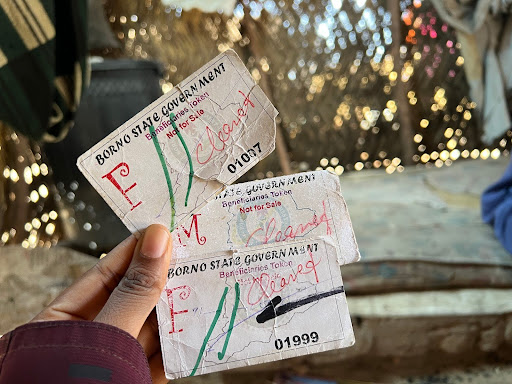 BORNO STATE GOVERNMENT
Beneficiaries Token
Not for Sale
F
Cleared
01087
STATE GOVERNMENT
Beneficiaries Token
Not for Sale
M
Cleared
BORNO STATE GOVERNMENT
Beneficiaries Token
F
Cleared
01999